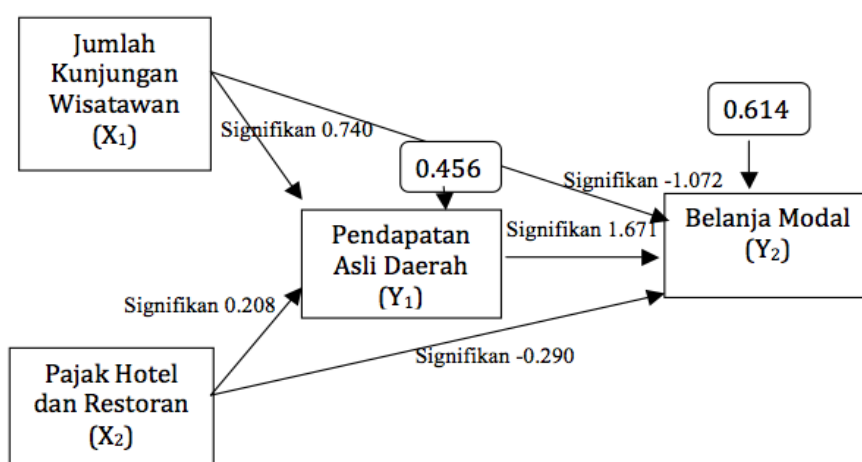 Jumlah
Kunjungan
Wisatawan
(X₁)
Signifikan 0.740
0.456
0.614
Signifikan -1.072
Pendapatan
Asli Daerah
(Y₁)
Signifikan 1.671
Belanja Modal
(Y₂)
Signifikan 0.208
Signifikan -0.290
Pajak Hotel
dan Restoran
(X₂)